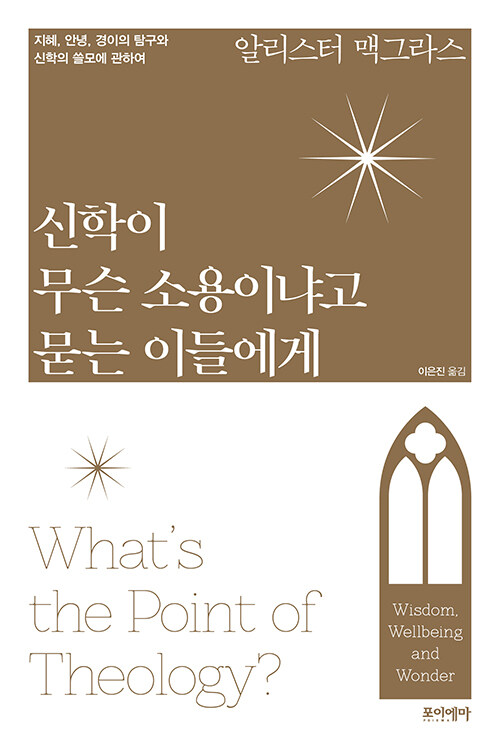 지혜, 안녕, 경이의 탐구와
신학의 쓸모에 관하여
알리스터 맥그라스
신학이
무슨 소용이냐고
묻는 이들에게
이은진 옮김
What's
the Point of
Theology?
Wisdom,
Wellbeing
and
Wonder
포이에마
POIEMA